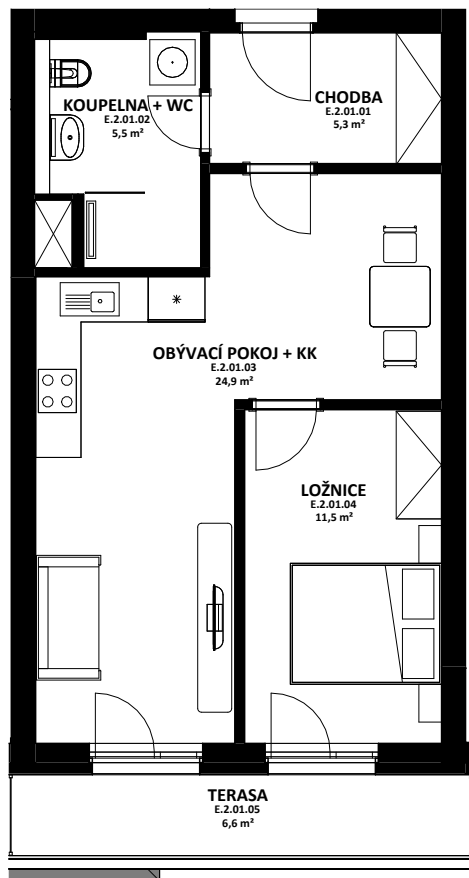 KOUPELNA + WC
E.2.01.02
5,5 m²
CHODBA
E.2.01.01
5,3 m²
OBÝVACÍ POKOJ + KK
E.2.01.03
24,9 m²
LOŽNICE
E.2.01.04
11,5 m²
TERASA
E.2.01.05
6,6 m²